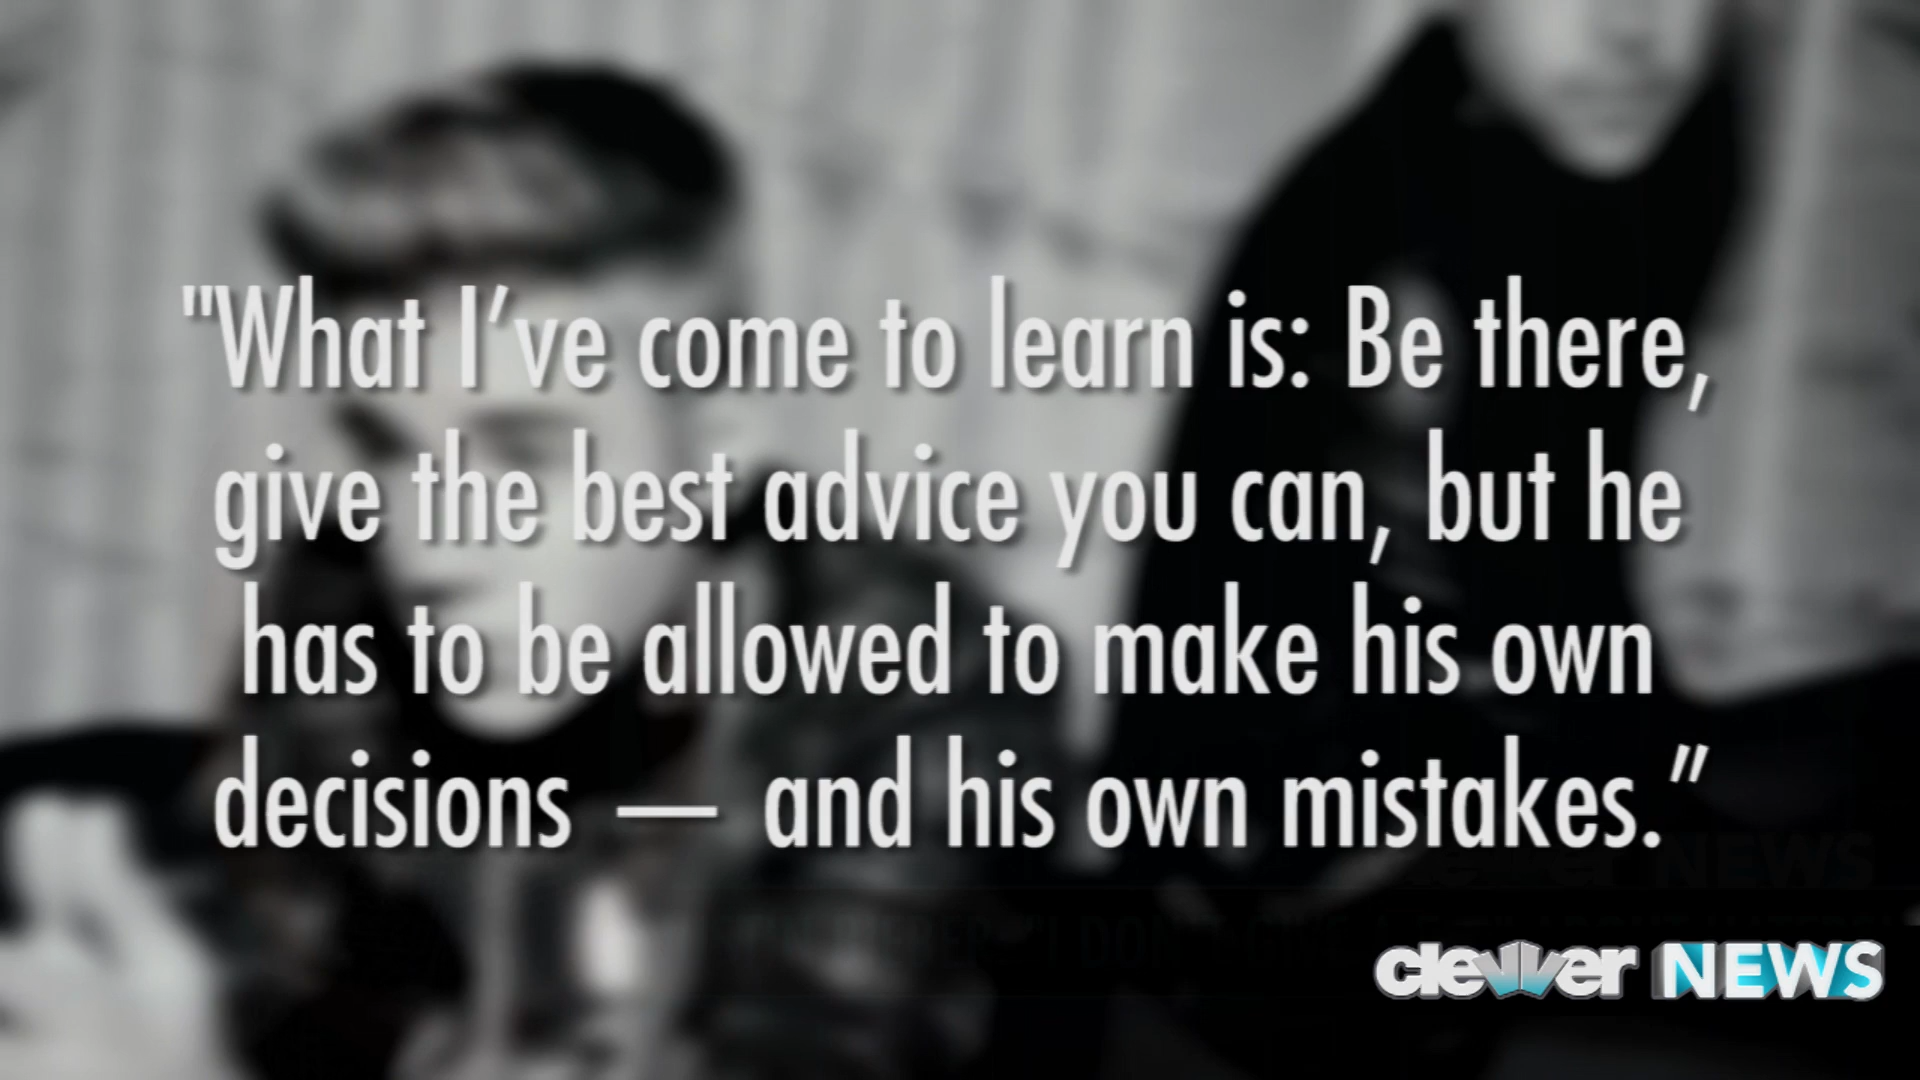 "What I’ve come to learn is: Be there,
give the best advice you can, but he
has to be allowed to make his own
decisions — and his own mistakes.”
clevver NEWS